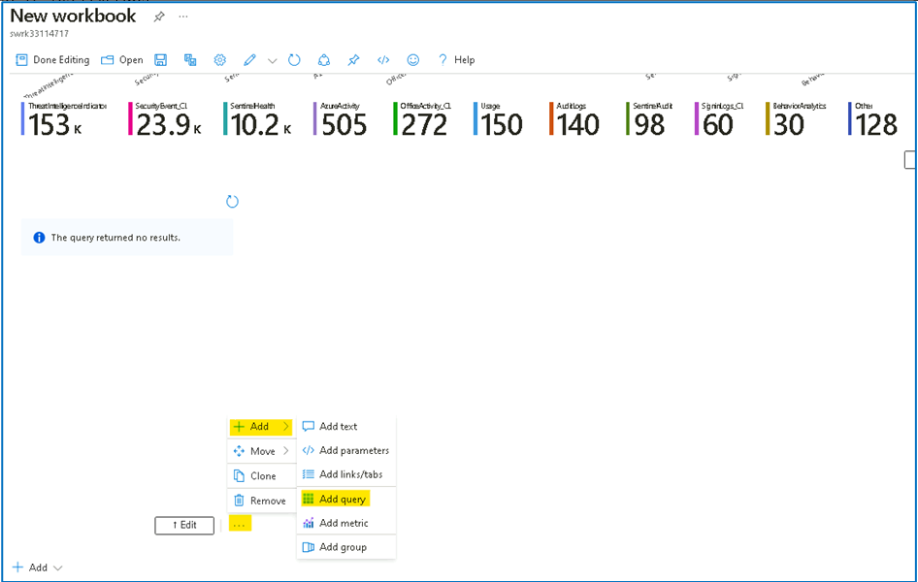 New workbook
swrk33114717
Done Editing Open Help
ThreatIntelligenceIndicator SecurityEvent_CL SentinelHealth AzureActivity OfficeActivity_CL Usage AuditLogs SentinelAudit SigninLogs_CL BehaviorAnalytics Other
153 K 23.9 K 10.2 K 505 272 150 140 98 60 30 128
The query returned no results.
+ Add > Add text
Move > Add parameters
Clone Add links/tabs
Remove Add query
↑ Edit ... Add metric
Add group
+ Add